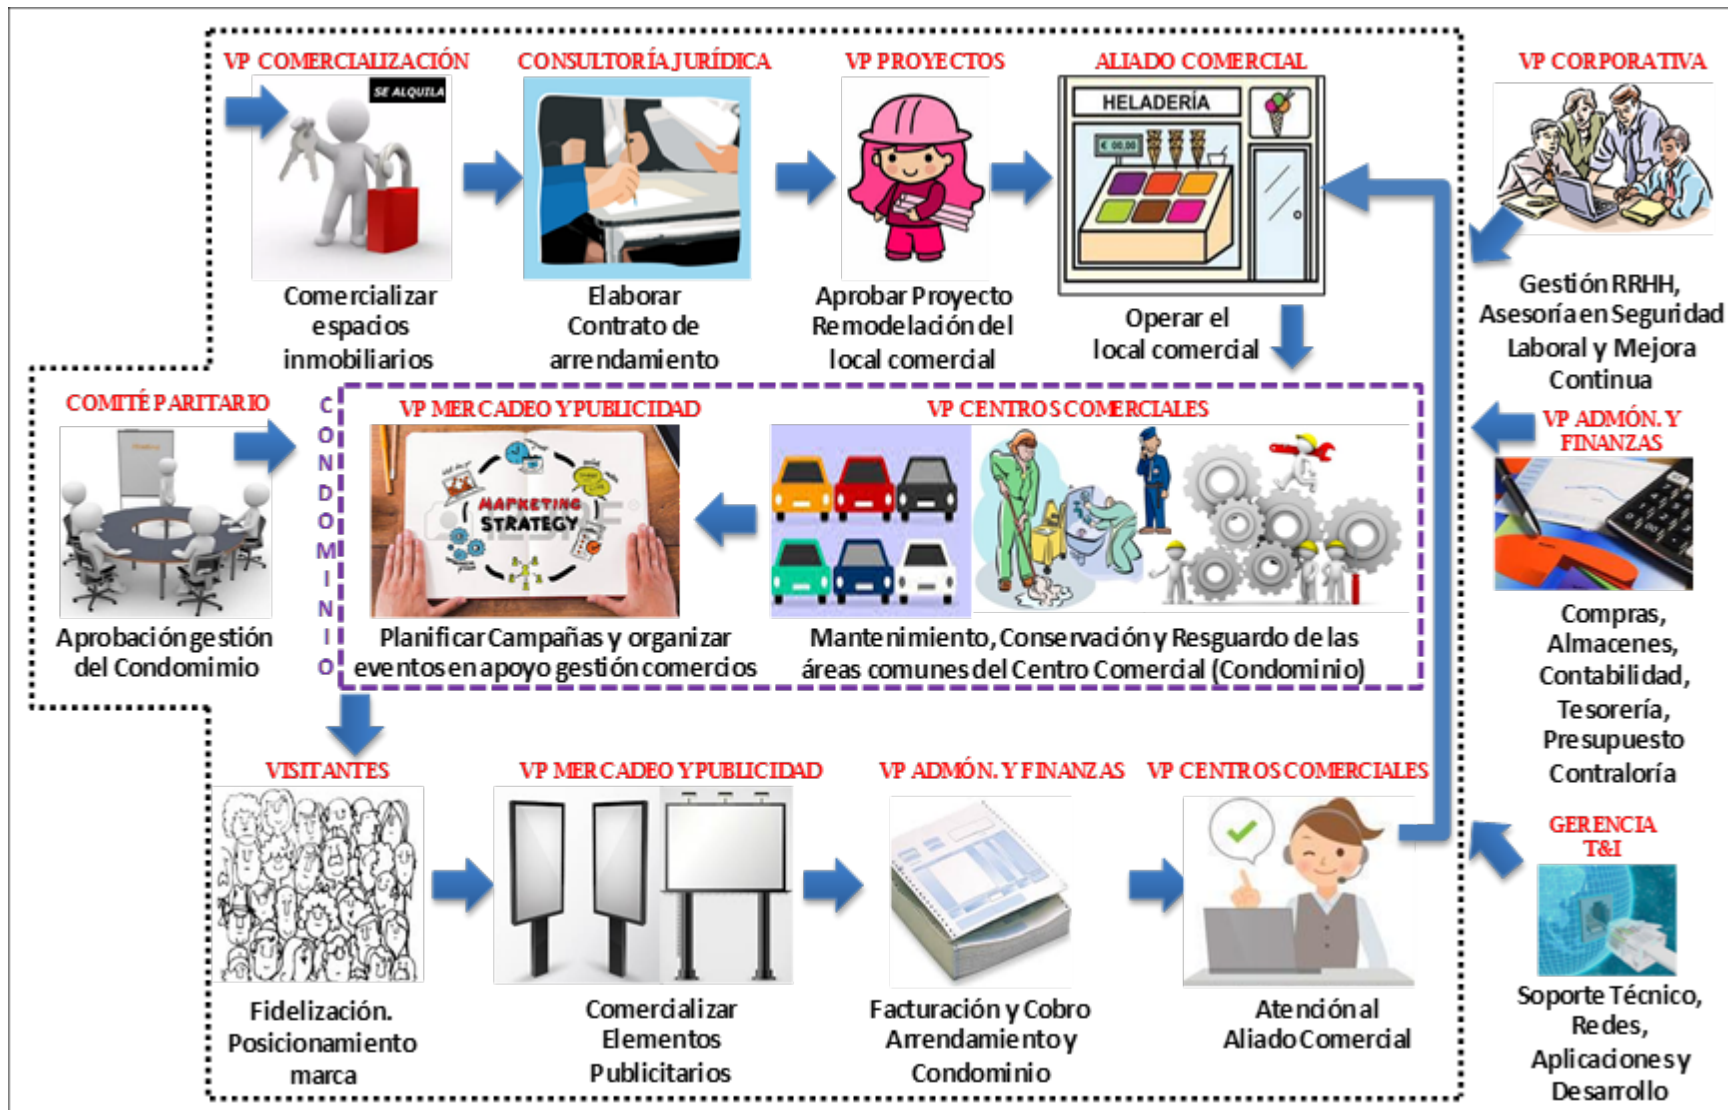 VP COMERCIALIZACIÓN
SE ALQUILA
Comercializar
espacios
inmobiliarios
CONSULTORÍA JURÍDICA
Elaborar
Contrato de
arrendamiento
VP PROYECTOS
Aprobar Proyecto
Remodelación del
local comercial
ALIADO COMERCIAL
HELADERÍA
€ 00,00
Operar el
local comercial
VP CORPORATIVA
Gestión RRHH,
Asesoría en Seguridad
Laboral y Mejora
Continua
COMITÉ PARITARIO
Aprobación gestión
del Condomimio
CONDOMINIO
VP MERCADEO Y PUBLICIDAD
MARKETING
STRATEGY
Planificar Campañas y organizar
eventos en apoyo gestión comercios
VP CENTROS COMERCIALES
Mantenimiento, Conservación y Resguardo de las
áreas comunes del Centro Comercial (Condominio)
VP ADMÓN. Y
FINANZAS
Compras,
Almacenes,
Contabilidad,
Tesorería,
Presupuesto
Contraloría
VISITANTES
Fidelización.
Posicionamiento
marca
VP MERCADEO Y PUBLICIDAD
Comercializar
Elementos
Publicitarios
VP ADMÓN. Y FINANZAS
Facturación y Cobro
Arrendamiento y
Condominio
VP CENTROS COMERCIALES
Atención al
Aliado Comercial
GERENCIA
T&I
Soporte Técnico,
Redes,
Aplicaciones y
Desarrollo